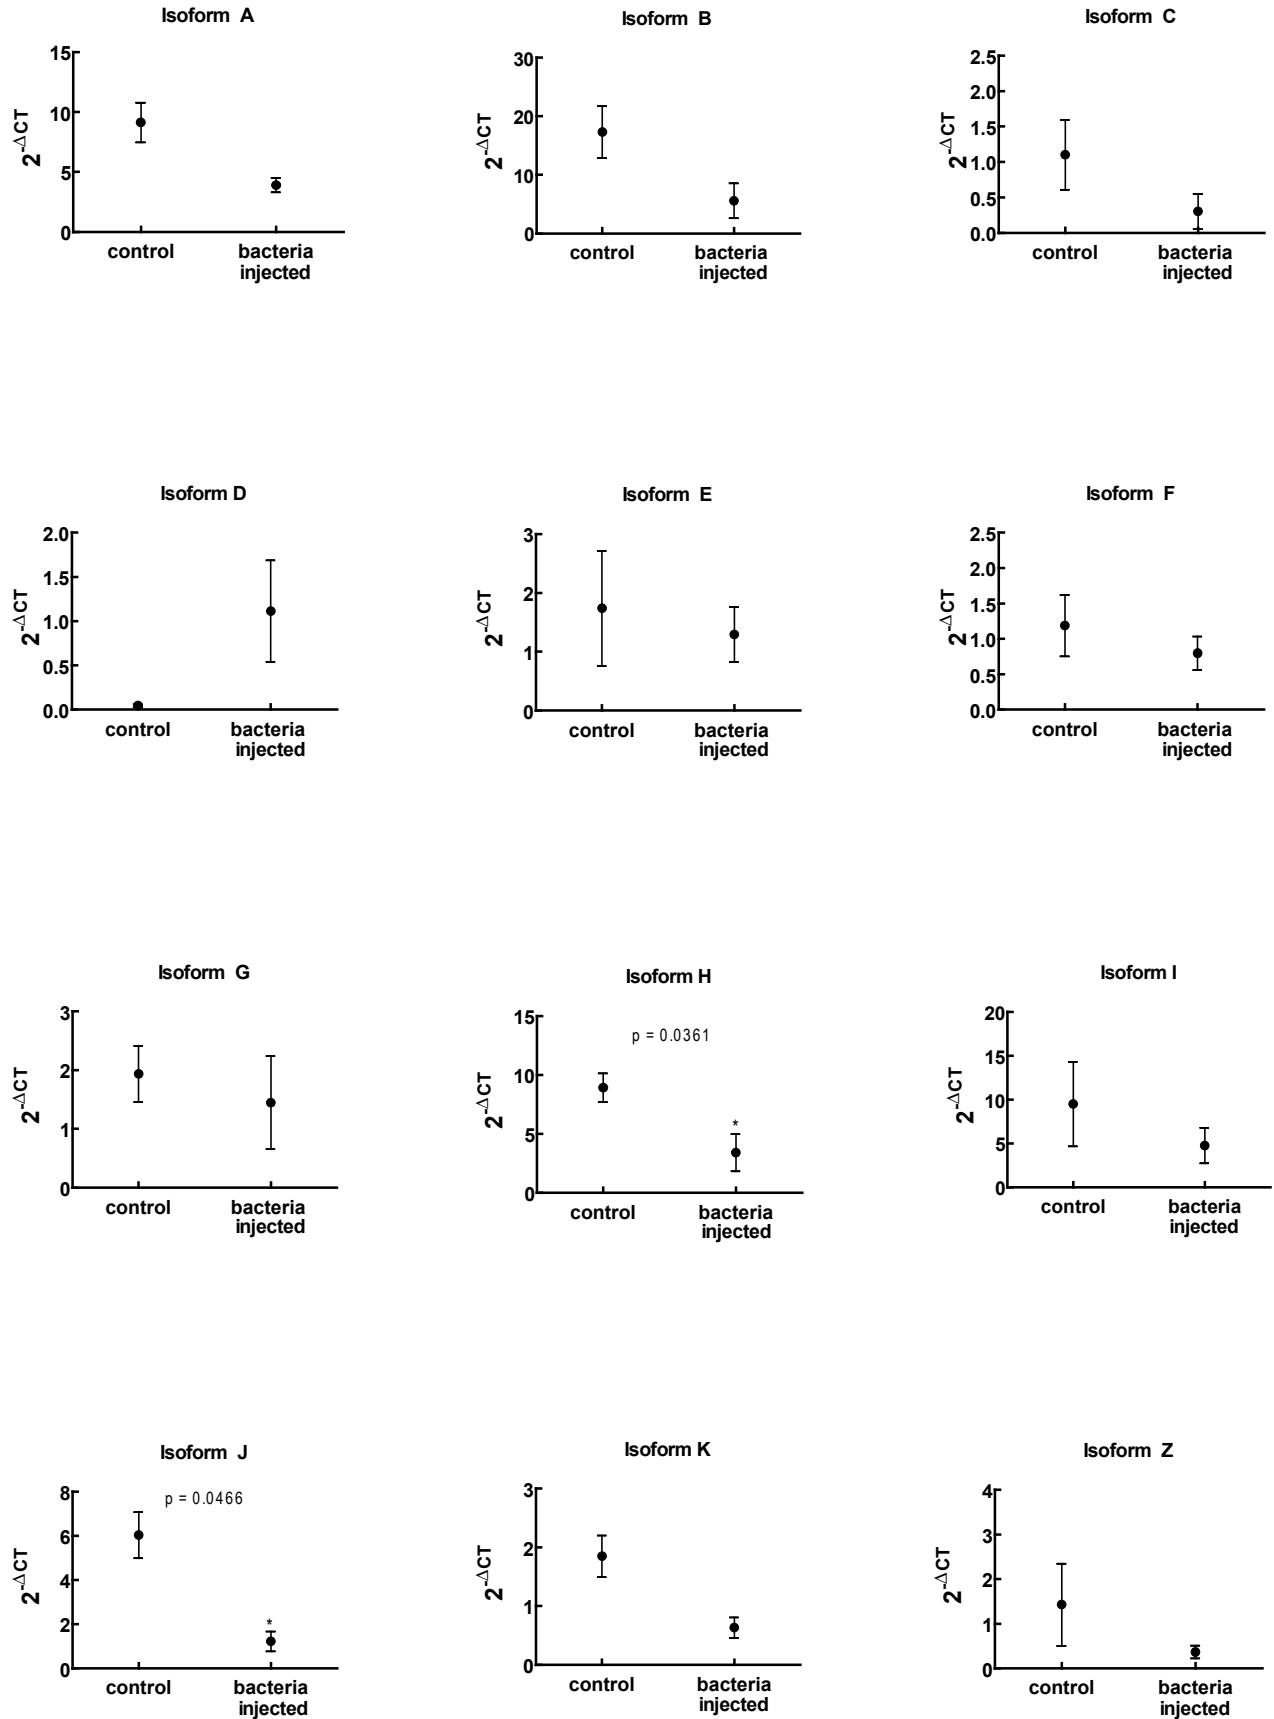 Isoform A
15
10
5
0
2-ΔCT
control
bacteria
injected
Isoform B
30
20
10
0
2-ΔCT
control
bacteria
injected
Isoform C
2.5
2.0
1.5
1.0
0.5
0.0
2-ΔCT
control
bacteria
injected
Isoform D
2.0
1.5
1.0
0.5
0.0
2-ΔCT
control
bacteria
injected
Isoform E
3
2
1
0
2-ΔCT
control
bacteria
injected
Isoform F
2.5
2.0
1.5
1.0
0.5
0.0
2-ΔCT
control
bacteria
injected
Isoform G
3
2
1
0
2-ΔCT
control
bacteria
injected
Isoform H
p = 0.0361
15
10
5
0
2-ΔCT
*
control
bacteria
injected
Isoform I
20
15
10
5
0
2-ΔCT
control
bacteria
injected
Isoform J
p = 0.0466
8
6
4
2
0
2-ΔCT
*
control
bacteria
injected
Isoform K
3
2
1
0
2-ΔCT
control
bacteria
injected
Isoform Z
4
3
2
1
0
2-ΔCT
control
bacteria
injected